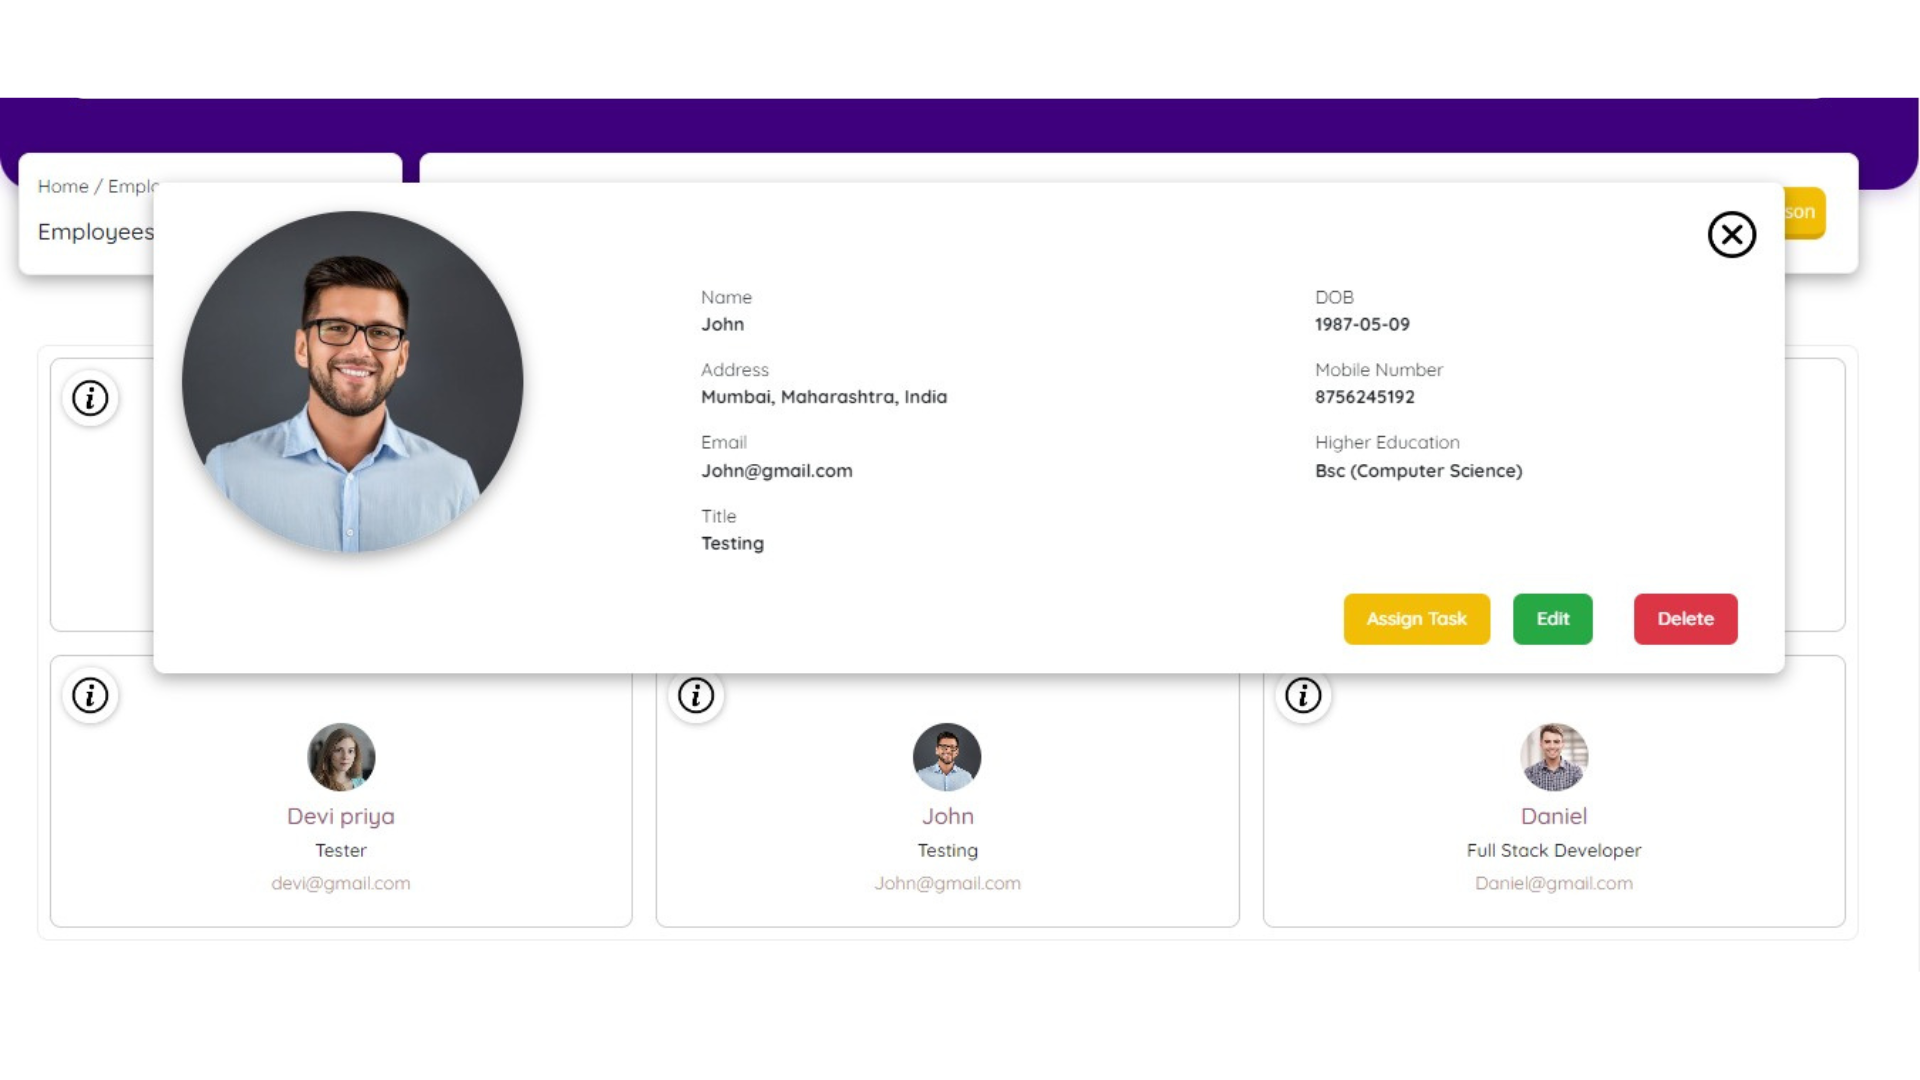 Home / Emplo
Employees
son
Name
John
DOB
1987-05-09
Address
Mumbai, Maharashtra, India
Mobile Number
8756245192
Email
John@gmail.com
Higher Education
Bsc (Computer Science)
Title
Testing
Assign Task
Edit
Delete
i
i
i
i
Devi priya
Tester
devi@gmail.com
John
Testing
John@gmail.com
Daniel
Full Stack Developer
Daniel@gmail.com